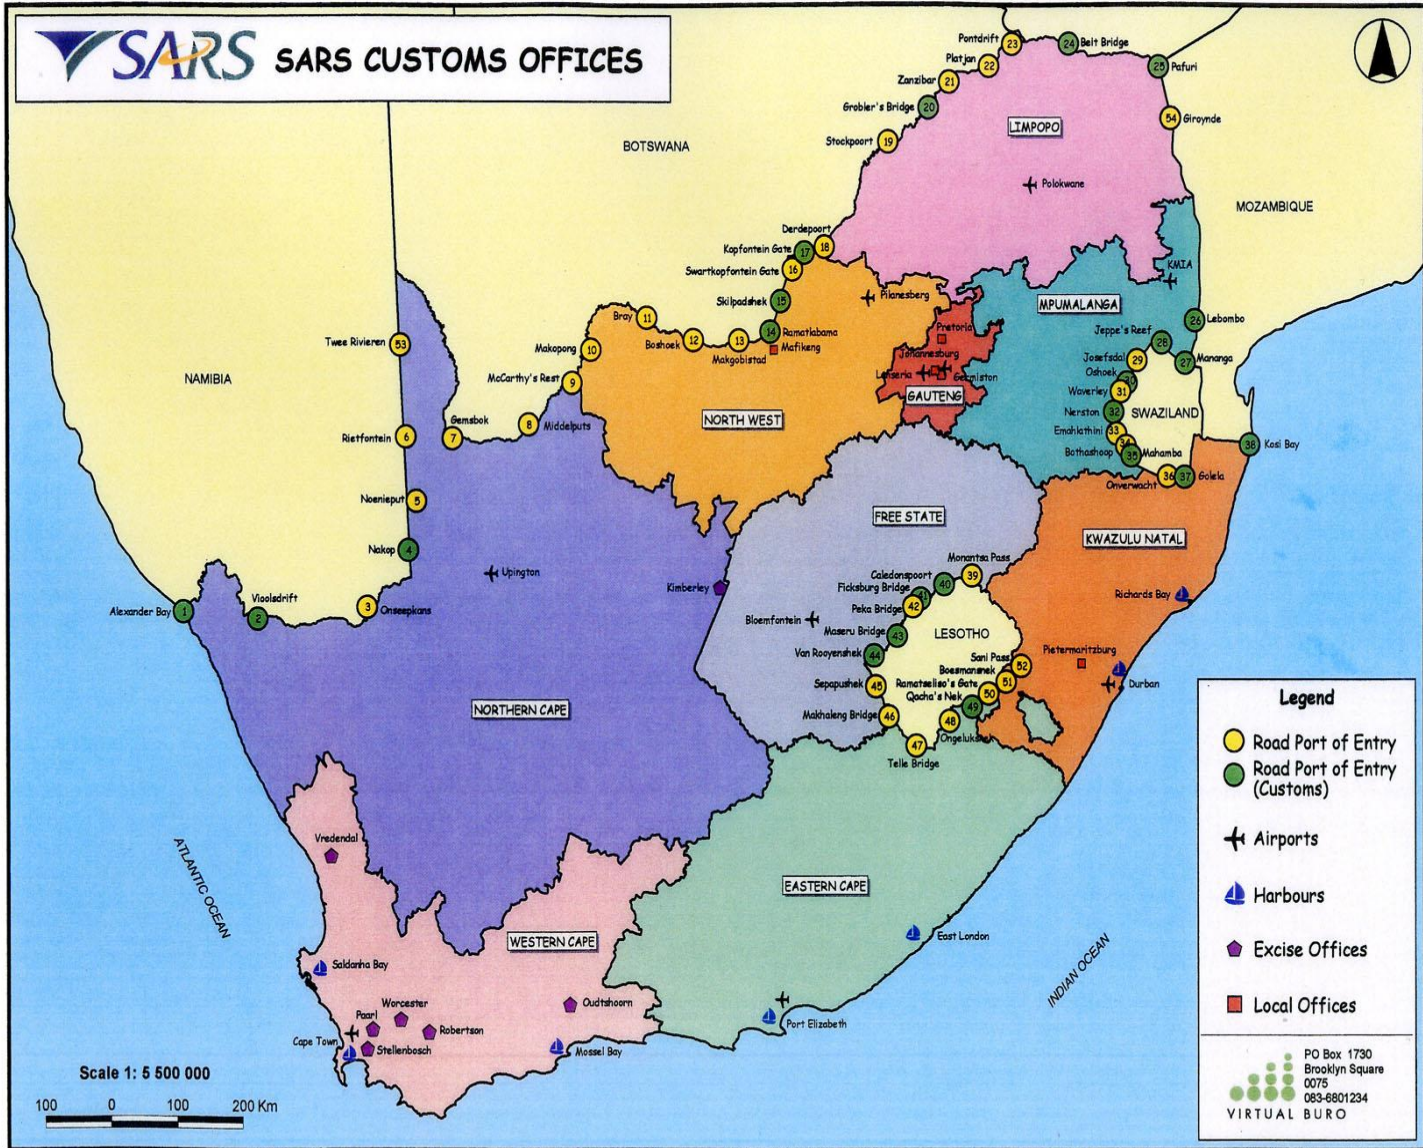 SARS SARS CUSTOMS OFFICES
Pontdrift 23
24 Belt Bridge
Platjan 22
25 Pafuri
Zanzibar 21
Grobler's Bridge 20
54 Giroynde
LIMPOPO
Stockpoort 19
BOTSWANA
Polokwane
MOZAMBIQUE
Derdepoort 18
Kopfontein Gate 17
Swartkopfontein Gate 16
KMIA
Skilpadshek 15
Pilanesberg
MPUMALANGA
Bray 11
26 Lebombo
14 Ramatlabama
Pretoria
Jeppe's Reef 28
Twee Rivieren 53
Boshoek 12
13
Makgobistad
Mafikeng
Makopong 10
Johannesburg
Josefsdal 29
27 Mananga
NAMIBIA
McCarthy's Rest 9
Lanseria
Germiston
Oshoek 30
Waverley 31
GAUTENG
Nerston 32
SWAZILAND
Gemsbok
7
8 Middelputs
NORTH WEST
Rietfontein 6
Emahlathini 33
34
Bothashoop 35 Mahamba
38 Kosi Bay
Onverwacht 36
37 Golela
Noenieput 5
FREE STATE
KWAZULU NATAL
Nakop 4
Upington
Monantsa Pass
39
Caledonspoort 40
Kimberley
Ficksburg Bridge 41
Richards Bay
Alexander Bay 1
Vioolsdrift
2
3 Onseepkans
Peka Bridge 42
Bloemfontein
Maseru Bridge 43
LESOTHO
Van Rooyenshek 44
Sani Pass 52
Pietermaritzburg
Boesmansnek 51
Sepapushek 45
Ramatseliso's Gate 50
Durban
Qacha's Nek 49
NORTHERN CAPE
Makhaleng Bridge 46
48
Ongelukshek
47
Telle Bridge
Vredendal
EASTERN CAPE
ATLANTIC OCEAN
WESTERN CAPE
East London
INDIAN OCEAN
Saldanha Bay
Worcester
Oudtshoorn
Paarl
Robertson
Port Elizabeth
Cape Town
Stellenbosch
Mossel Bay
Scale 1: 5 500 000
100 0 100 200 Km
Legend
Road Port of Entry
Road Port of Entry
(Customs)
Airports
Harbours
Excise Offices
Local Offices
PO Box 1730
Brooklyn Square
0075
083-6801234
VIRTUAL BURO